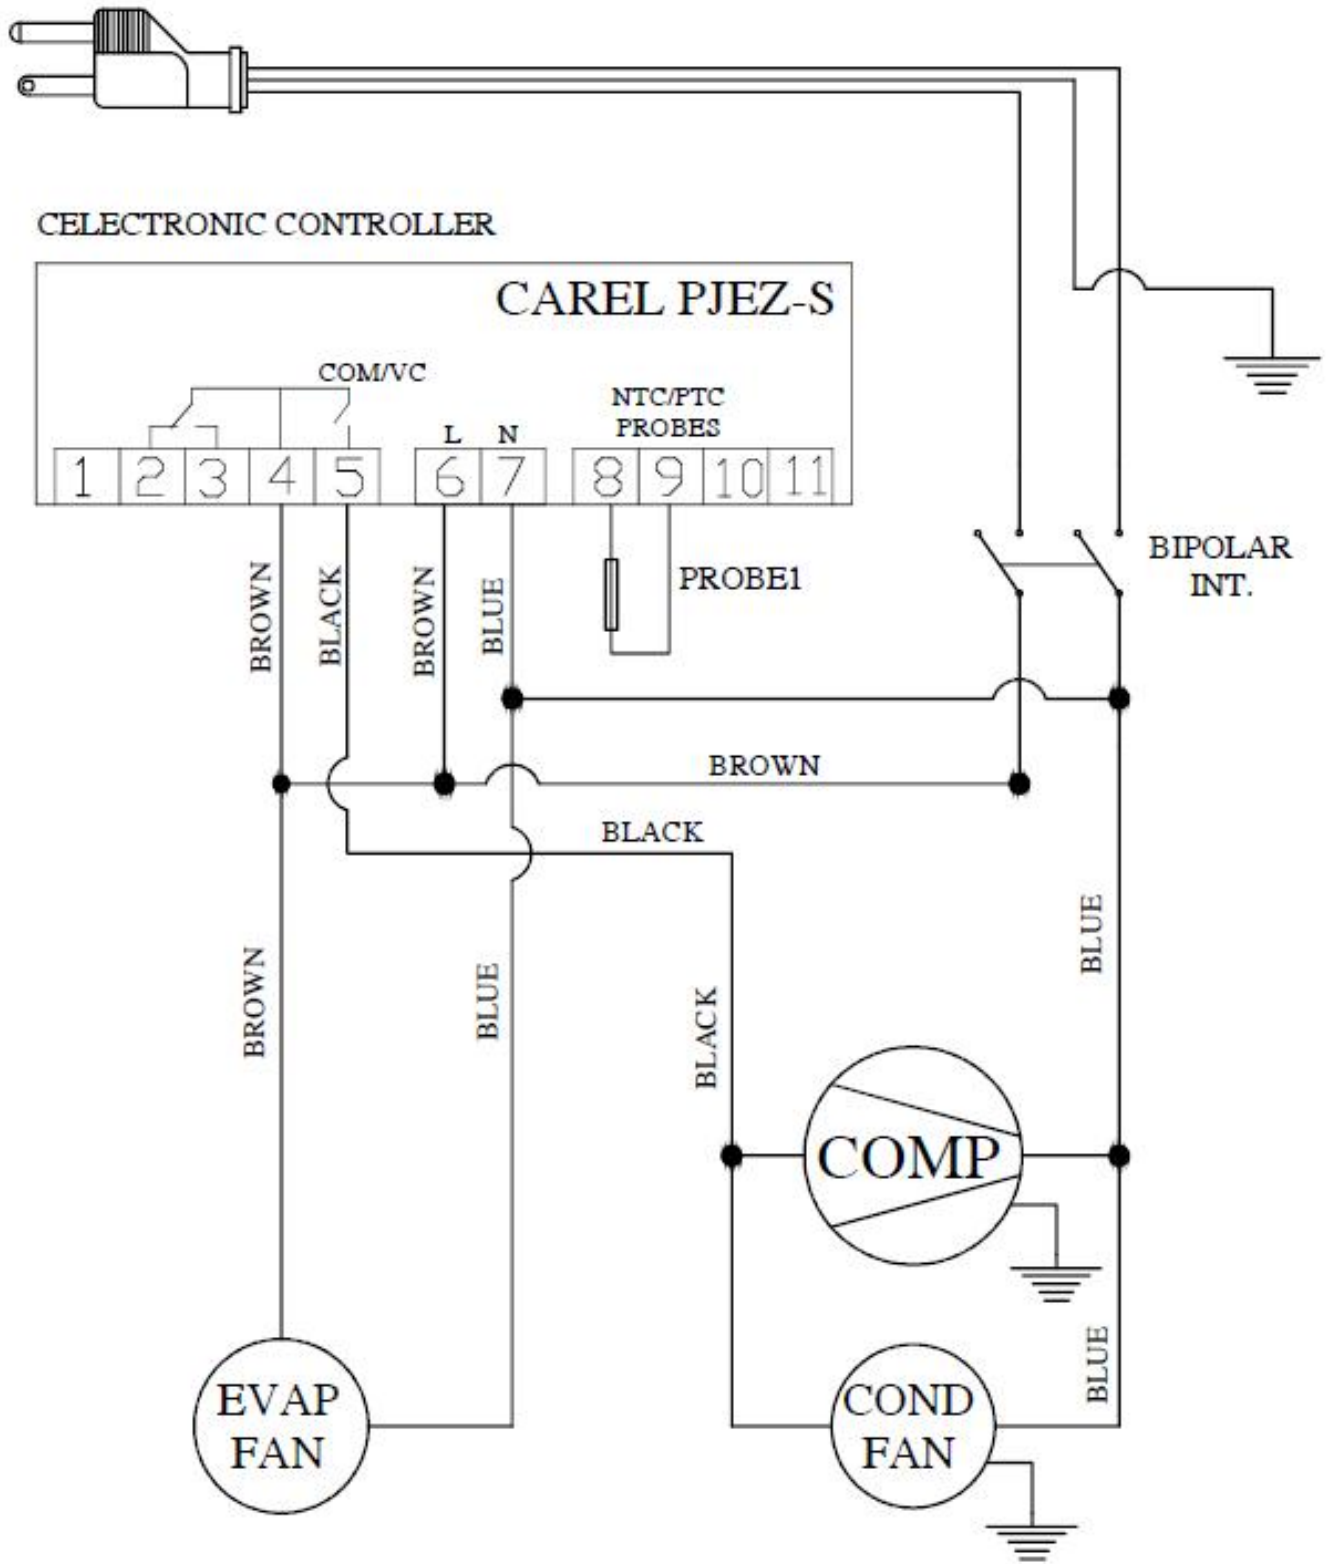 CELECTRONIC CONTROLLER
CAREL PJEZ-S
COM/VC
NTC/PTC
PROBES
L N
1 2 3 4 5 6 7 8 9 10 11
BROWN
BLACK
BROWN
BLUE
PROBE1
BIPOLAR
INT.
BROWN
BLACK
BROWN
BLUE
BLACK
BLUE
COMP
BLUE
EVAP
FAN
COND
FAN